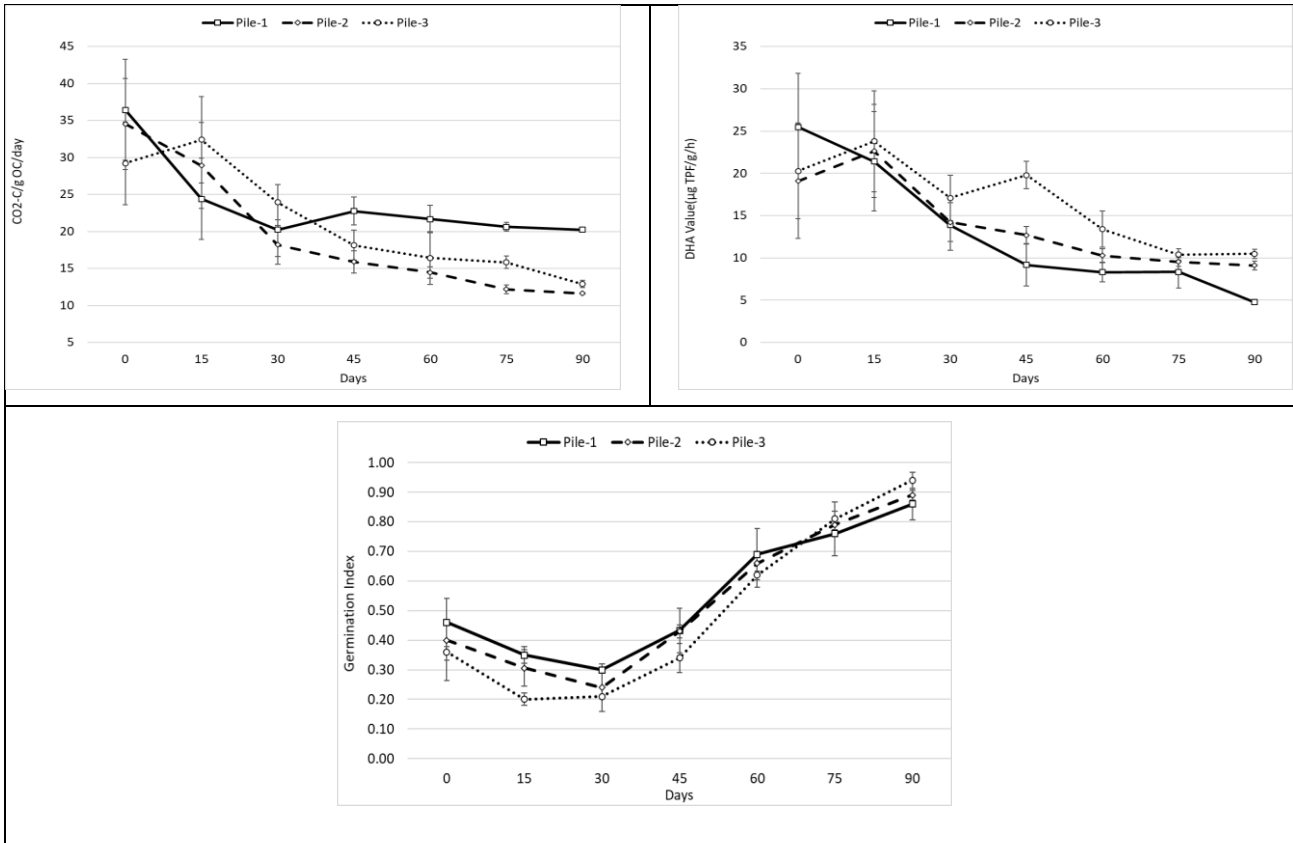 Pile-1 Pile-2 Pile-3
45
40
35
30
25
20
15
10
5
CO2-C/g OC/day
0 15 30 45 60 75 90
Days
Pile-1 Pile-2 Pile-3
35
30
25
20
15
10
5
0
DHA Value(µg TPF/g/h)
0 15 30 45 60 75 90
Days
Pile-1 Pile-2 Pile-3
1.00
0.90
0.80
0.70
0.60
0.50
0.40
0.30
0.20
0.10
0.00
Germination Index
0 15 30 45 60 75 90
Days